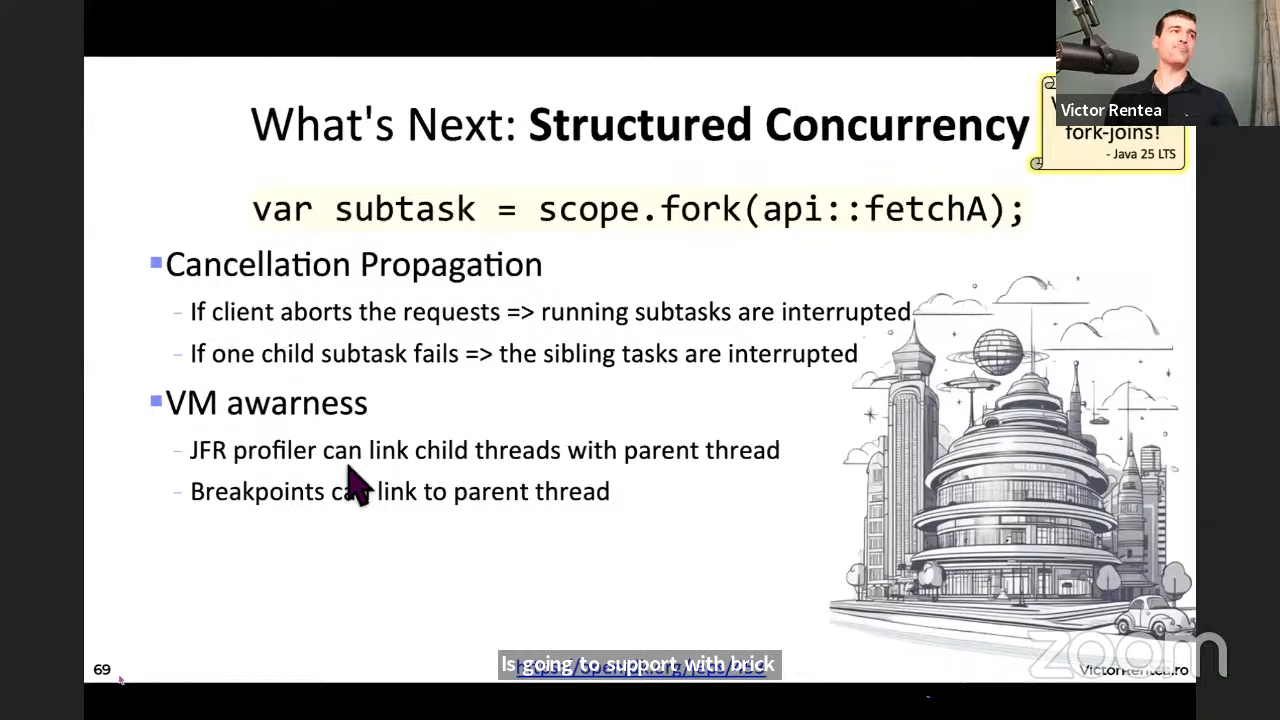 What's Next: Structured Concurrency
Victor Rentea
fork-joins!
- Java 25 LTS
var subtask = scope.fork(api::fetchA);
Cancellation Propagation
- If client aborts the requests => running subtasks are interrupted
- If one child subtask fails => the sibling tasks are interrupted
VM awarness
- JFR profiler can link child threads with parent thread
- Breakpoints can link to parent thread
69
Is going to support with brick
VictorRentea.ro
zoom